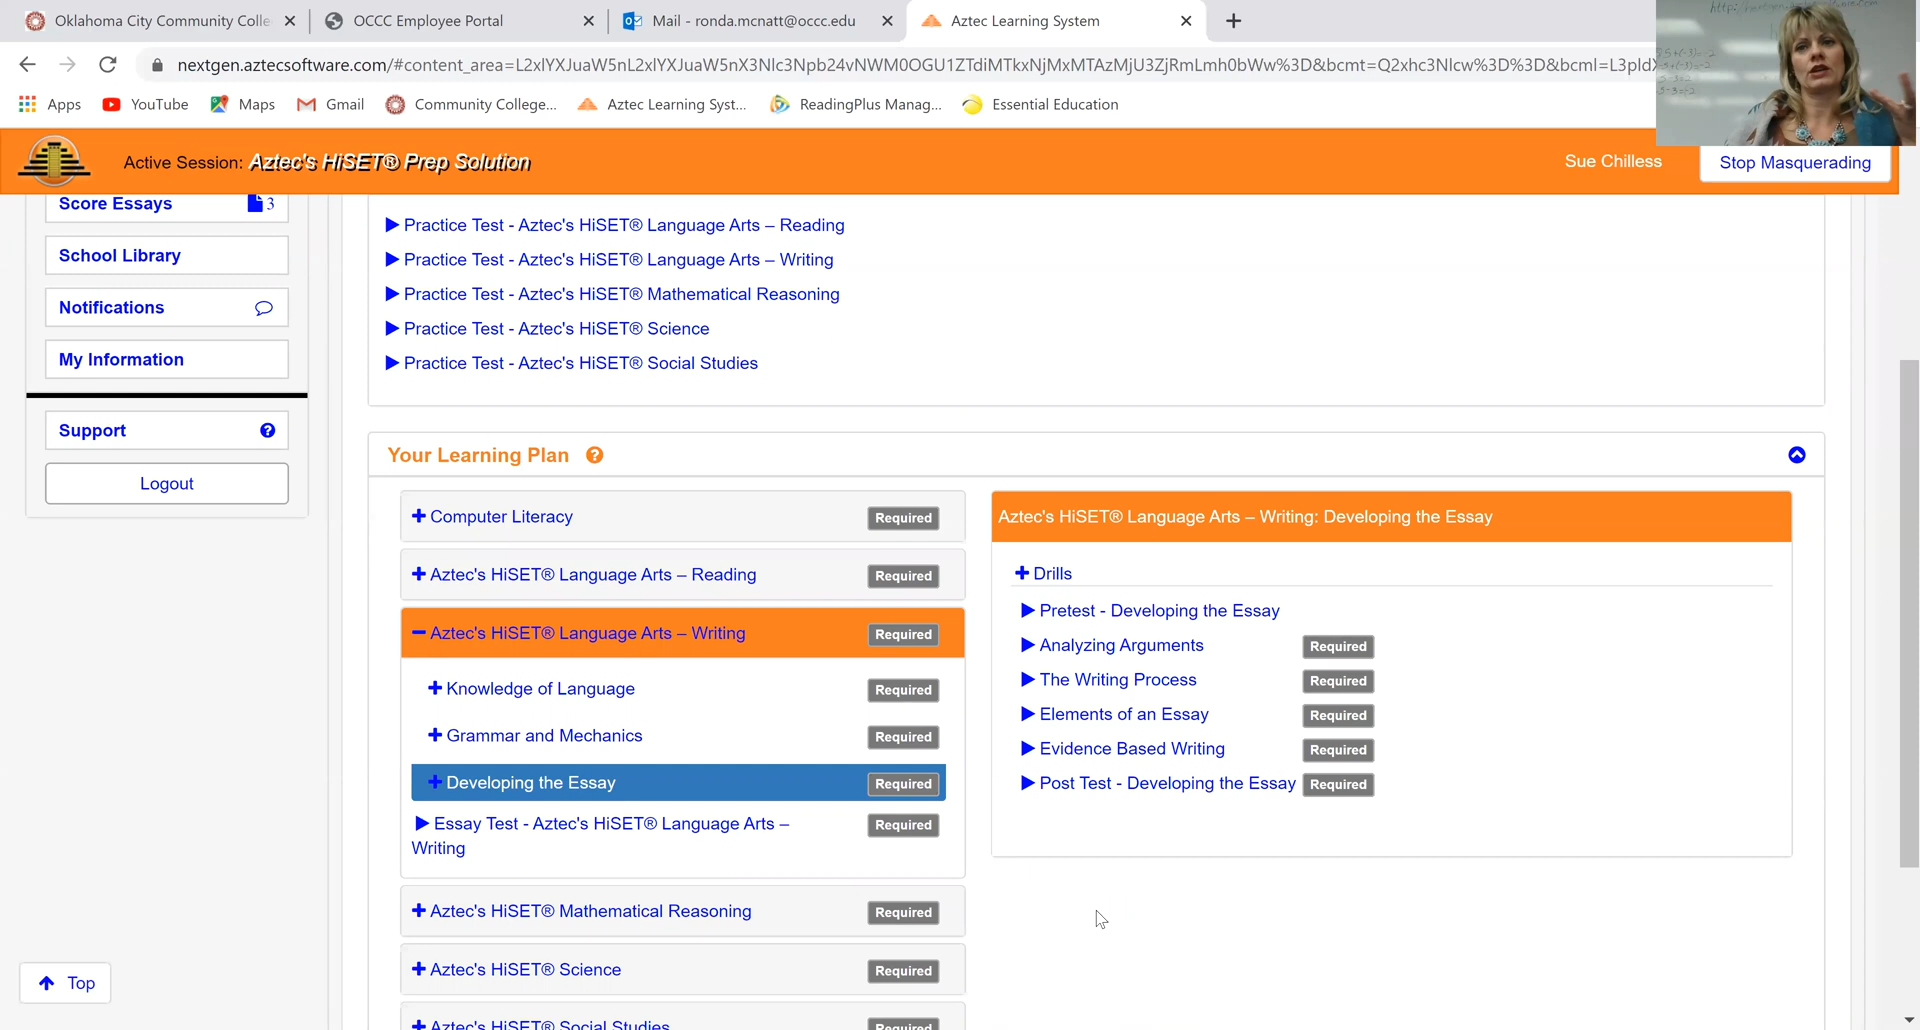 Oklahoma City Community Colle
OCCC Employee Portal
Mail - ronda.mcnatt@occc.edu
Aztec Learning System
nextgen.aztecsoftware.com/#content_area=L2xlYXJuaW5nL2xlYXJuaW5nX3Nlc3Npb24vNWM0OGU1ZTdiMTkxNjMxMTAzMjU3ZjRmLmh0bWw%3D&bcmt=Q2xhc3Nlcw%3D%3D&bcml=L3pldX
Apps
YouTube
Maps
Gmail
Community College...
Aztec Learning Syst...
ReadingPlus Manag...
Essential Education
Active Session: Aztec's HiSET® Prep Solution
Sue Chilless
Stop Masquerading
Score Essays 3
School Library
Notifications
My Information
Support
Logout
Top
Practice Test - Aztec's HiSET® Language Arts – Reading
Practice Test - Aztec's HiSET® Language Arts – Writing
Practice Test - Aztec's HiSET® Mathematical Reasoning
Practice Test - Aztec's HiSET® Science
Practice Test - Aztec's HiSET® Social Studies
Your Learning Plan
Computer Literacy Required
Aztec's HiSET® Language Arts – Reading Required
Aztec's HiSET® Language Arts – Writing Required
Knowledge of Language Required
Grammar and Mechanics Required
Developing the Essay Required
Essay Test - Aztec's HiSET® Language Arts – Required
Writing
Aztec's HiSET® Mathematical Reasoning Required
Aztec's HiSET® Science Required
Aztec's HiSET® Social Studies Required
Aztec's HiSET® Language Arts – Writing: Developing the Essay
Drills
Pretest - Developing the Essay
Analyzing Arguments Required
The Writing Process Required
Elements of an Essay Required
Evidence Based Writing Required
Post Test - Developing the Essay Required